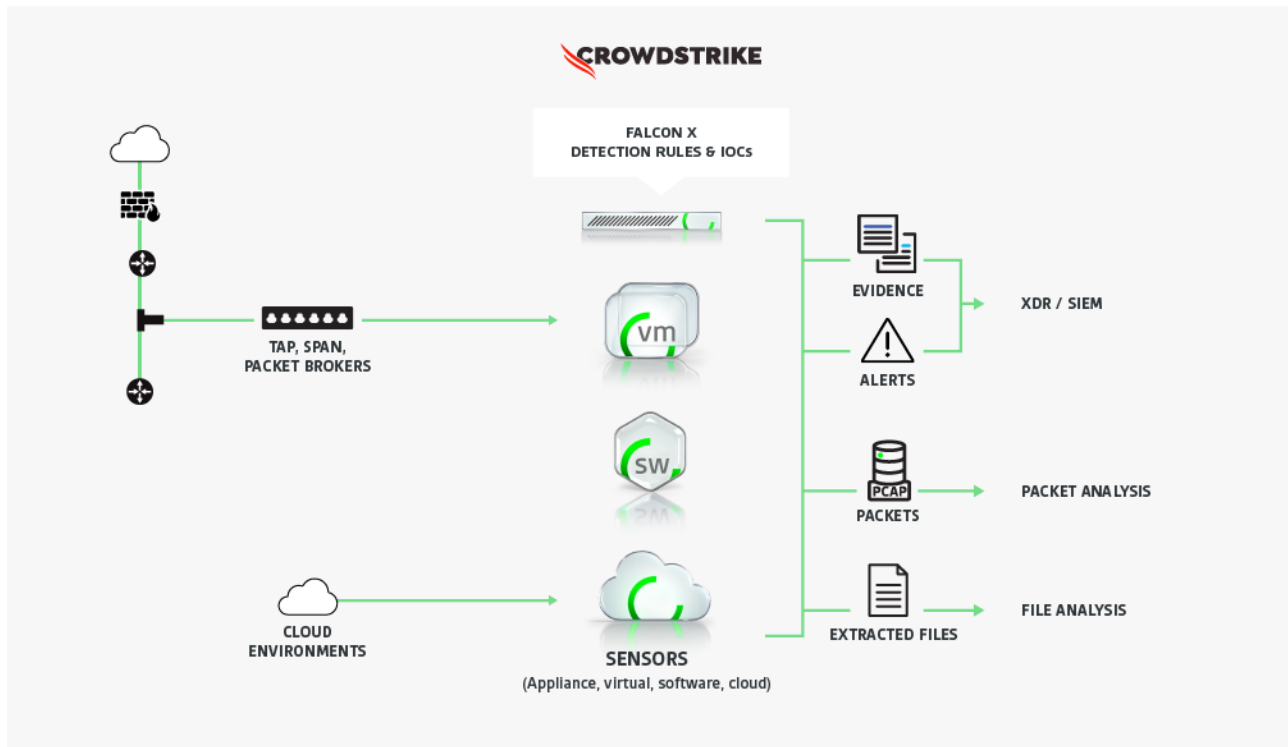 CROWDSTRIKE
FALCON X
DETECTION RULES & IOCs
TAP, SPAN,
PACKET BROKERS
vm
sw
CLOUD
ENVIRONMENTS
SENSORS
(Appliance, virtual, software, cloud)
EVIDENCE
ALERTS
XDR / SIEM
PCAP
PACKETS
PACKET ANALYSIS
EXTRACTED FILES
FILE ANALYSIS